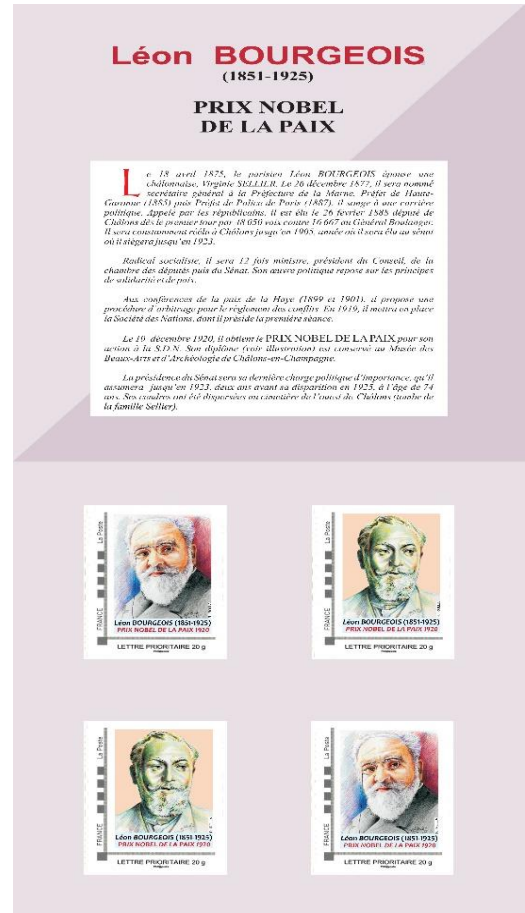 Léon BOURGEOIS
(1851-1925)
PRIX NOBEL
DE LA PAIX
Le 18 avril 1875, le parisien Léon BOURGEOIS épouse une
châlonnaise, Virginie SELLIER. Le 26 décembre 1877, il sera nommé
secrétaire général à la Préfecture de la Marne. Préfet de Haute-
Garonne (1885) puis Préfet de Police de Paris (1887), il songe à une carrière
politique. Appelé par les républicains, il est élu le 26 février 1888 député de
Châlons dès le premier tour par 18 050 voix contre 16 667 au Général Boulanger.
Il sera constamment réélu à Châlons jusqu'en 1905, année où il sera élu au sénat
où il siègera jusqu'en 1923.
Radical socialiste, il sera 12 fois ministre, président du Conseil, de la
chambre des députés puis du Sénat. Son œuvre politique repose sur les principes
de solidarité et de paix.
Aux conférences de la paix de la Haye (1899 et 1901), il propose une
procédure d'arbitrage pour le règlement des conflits. En 1919, il mettra en place
la Société des Nations, dont il préside la première séance.
Le 10 décembre 1920, il obtient le PRIX NOBEL DE LA PAIX pour son
action à la S.D.N. Son diplôme (voir illustration) est conservé au Musée des
Beaux-Arts et d'Archéologie de Châlons-en-Champagne.
La présidence du Sénat sera sa dernière charge politique d'importance, qu'il
assumera jusqu'en 1923, deux ans avant sa disparition en 1925, à l'âge de 74
ans. Ses cendres ont été dispersées au cimetière de l'ouest de Châlons (tombe de
la famille Sellier).
La Poste
FRANCE
Léon BOURGEOIS (1851-1925)
PRIX NOBEL DE LA PAIX 1920
LETTRE PRIORITAIRE 20 g
La Poste
FRANCE
Léon BOURGEOIS (1851-1925)
PRIX NOBEL DE LA PAIX 1920
LETTRE PRIORITAIRE 20 g
La Poste
FRANCE
Léon BOURGEOIS (1851-1925)
PRIX NOBEL DE LA PAIX 1920
LETTRE PRIORITAIRE 20 g
La Poste
FRANCE
Léon BOURGEOIS (1851-1925)
PRIX NOBEL DE LA PAIX 1920
LETTRE PRIORITAIRE 20 g